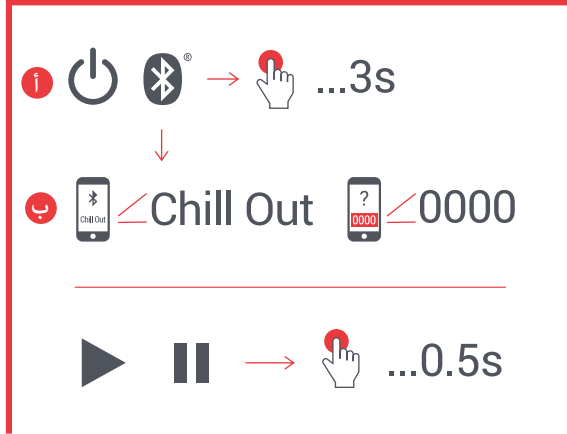 أ ® ...3s
ب Chill Out Chill Out ? 0000 0000
...0.5s